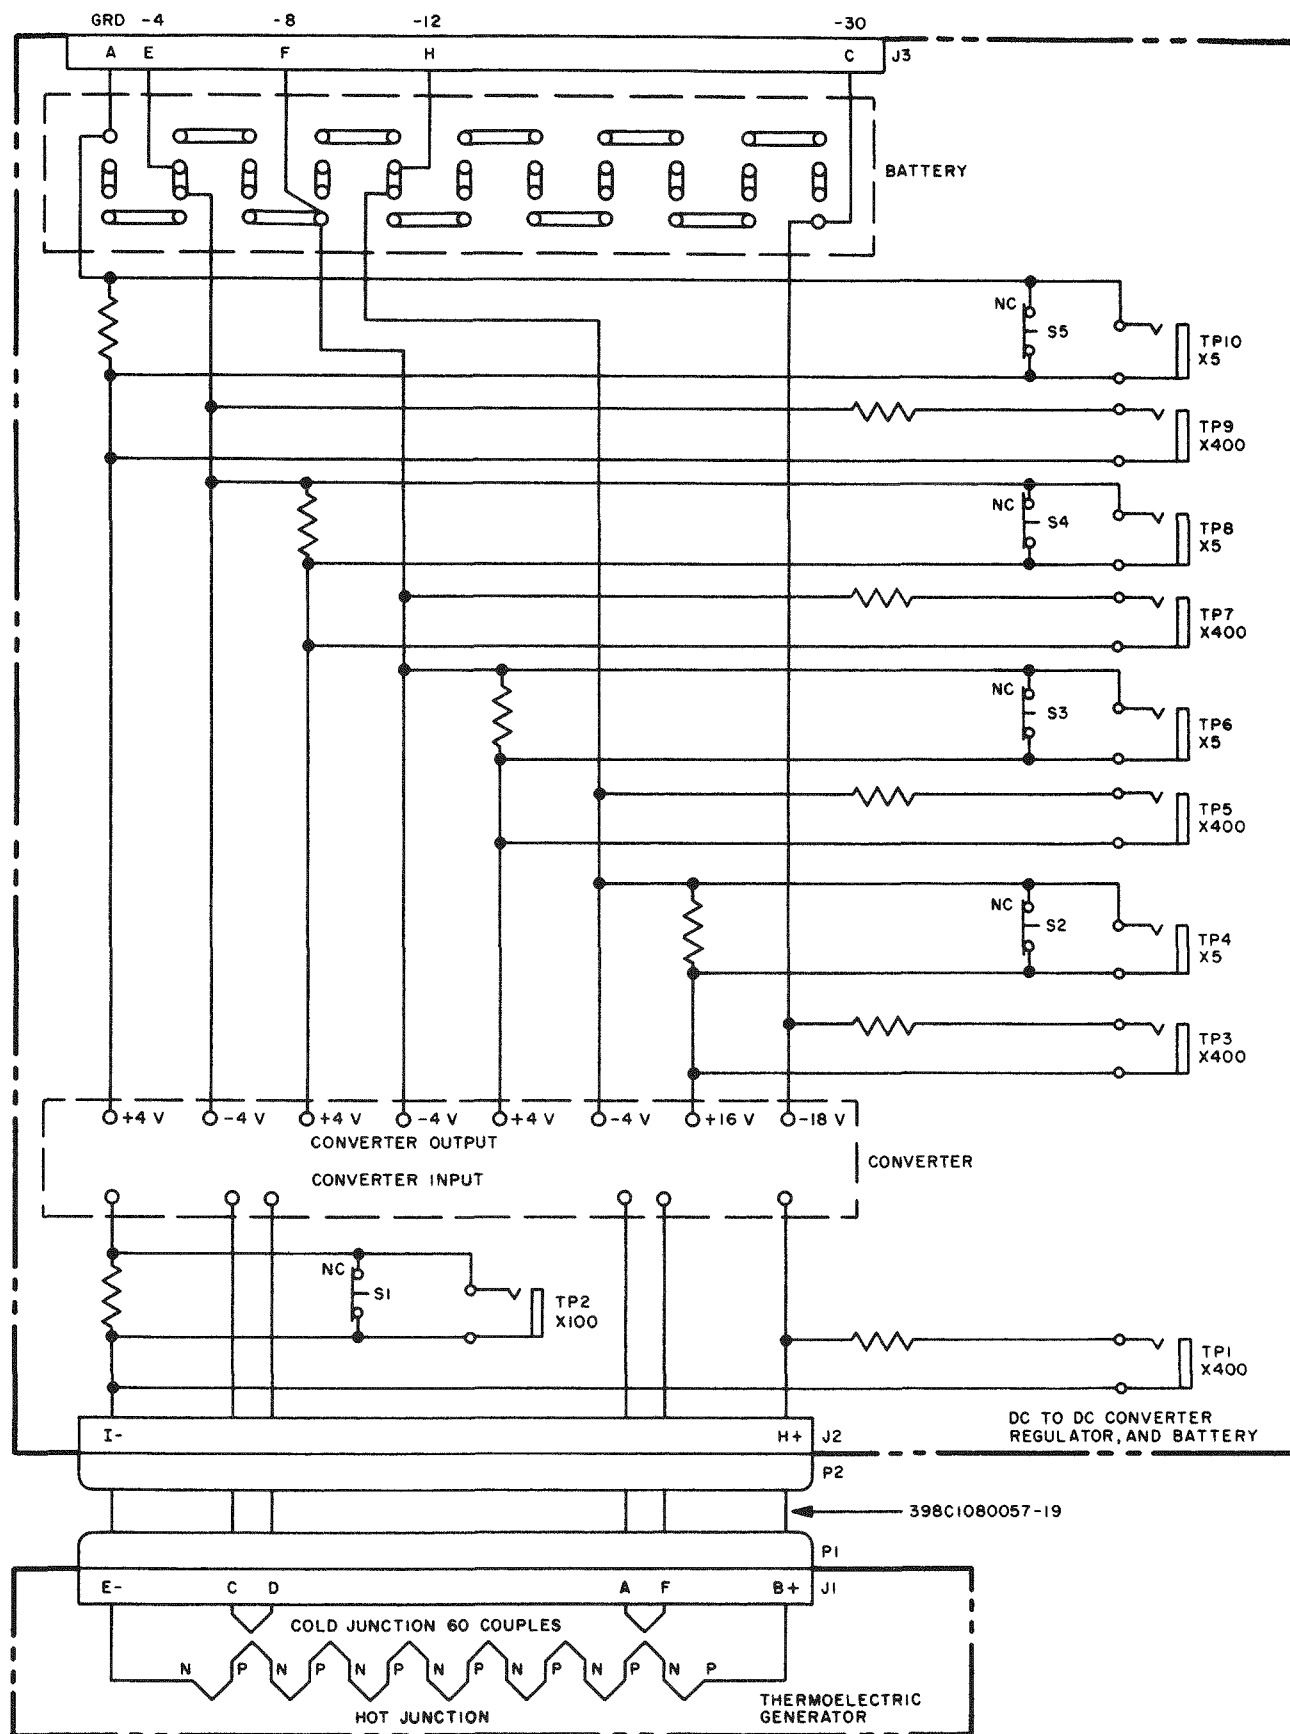 GRD -4 -8 -12 -30
A E F H C J3
BATTERY
NC S5 TP10
X5
TP9
X400
NC S4 TP8
X5
TP7
X400
NC S3 TP6
X5
TP5
X400
NC S2 TP4
X5
TP3
X400
+4 V -4 V +4 V -4 V +4 V -4 V +16 V -18 V
CONVERTER OUTPUT
CONVERTER
CONVERTER INPUT
NC S1 TP2
X100
TP1
X400
DC TO DC CONVERTER
REGULATOR, AND BATTERY
I- H+ J2
P2
398C1080057-19
P1
E- C D A F B+ J1
COLD JUNCTION 60 COUPLES
N P N P N P N P N P N P N P
HOT JUNCTION
THERMOELECTRIC
GENERATOR